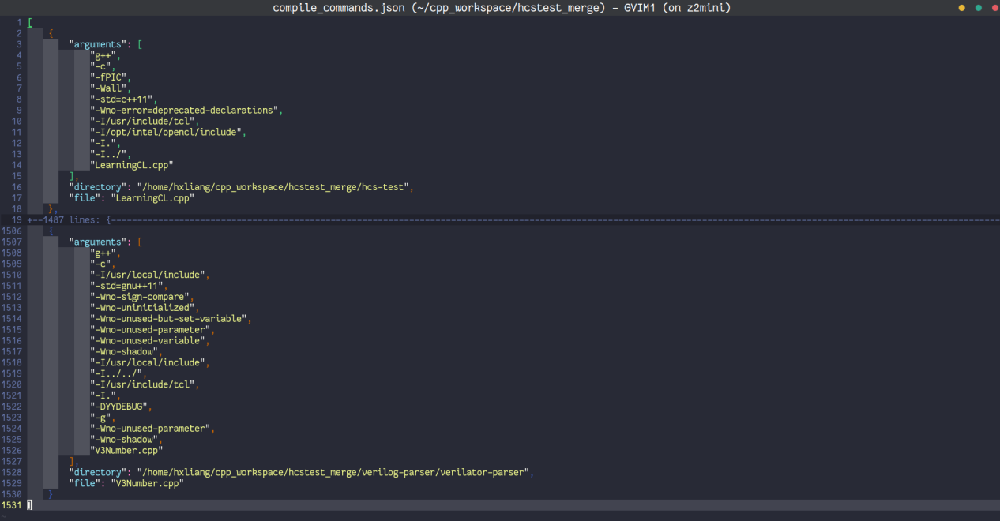 compile_commands.json (~/cpp_workspace/hcstest_merge) - GVIM1 (on z2mini)
1 [
2 {
3 "arguments": [
4 "g++",
5 "-c",
6 "-fPIC",
7 "-Wall",
8 "-std=c++11",
9 "-Wno-error=deprecated-declarations",
10 "-I/usr/include/tcl",
11 "-I/opt/intel/opencl/include",
12 "-I.",
13 "-I../",
14 "LearningCL.cpp"
15 ],
16 "directory": "/home/hxliang/cpp_workspace/hcstest_merge/hcs-test",
17 "file": "LearningCL.cpp"
18 },
19 +--1487 lines: {---
1506 {
1507 "arguments": [
1508 "g++",
1509 "-c",
1510 "-I/usr/local/include",
1511 "-std=gnu++11",
1512 "-Wno-sign-compare",
1513 "-Wno-uninitialized",
1514 "-Wno-unused-but-set-variable",
1515 "-Wno-unused-parameter",
1516 "-Wno-unused-variable",
1517 "-Wno-shadow",
1518 "-I/usr/local/include",
1519 "-I../../",
1520 "-I/usr/include/tcl",
1521 "-I.",
1522 "-DYYDEBUG",
1523 "-g",
1524 "-Wno-unused-parameter",
1525 "-Wno-shadow",
1526 "V3Number.cpp"
1527 ],
1528 "directory": "/home/hxliang/cpp_workspace/hcstest_merge/verilog-parser/verilator-parser",
1529 "file": "V3Number.cpp"
1530 }
1531 ]
~